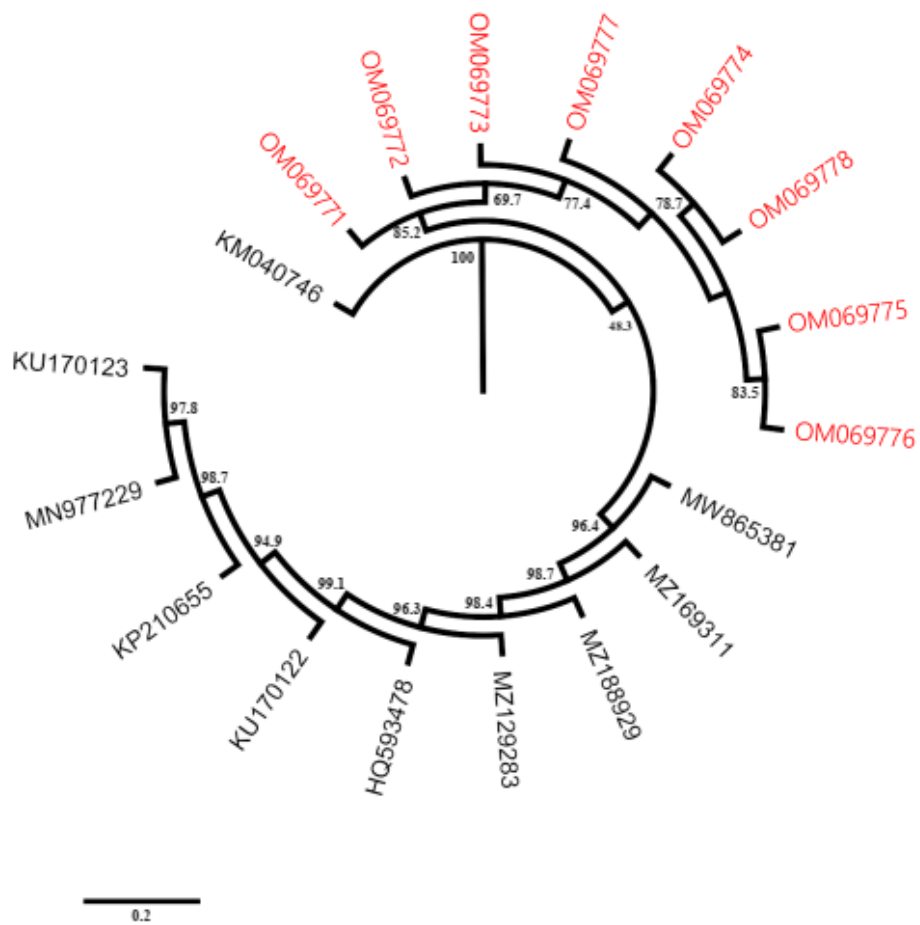 OM069773
OM069777
OM069774
OM069772
OM069778
OM069771
KM040746
69.7
77.4
78.7
85.2
100
48.3
OM069775
83.5
OM069776
KU170123
97.8
98.7
MN977229
MW865381
96.4
94.9
98.7
MZ169311
99.1
96.3
98.4
KP210655
KU170122
MZ188929
HQ593478
MZ129283
0.2